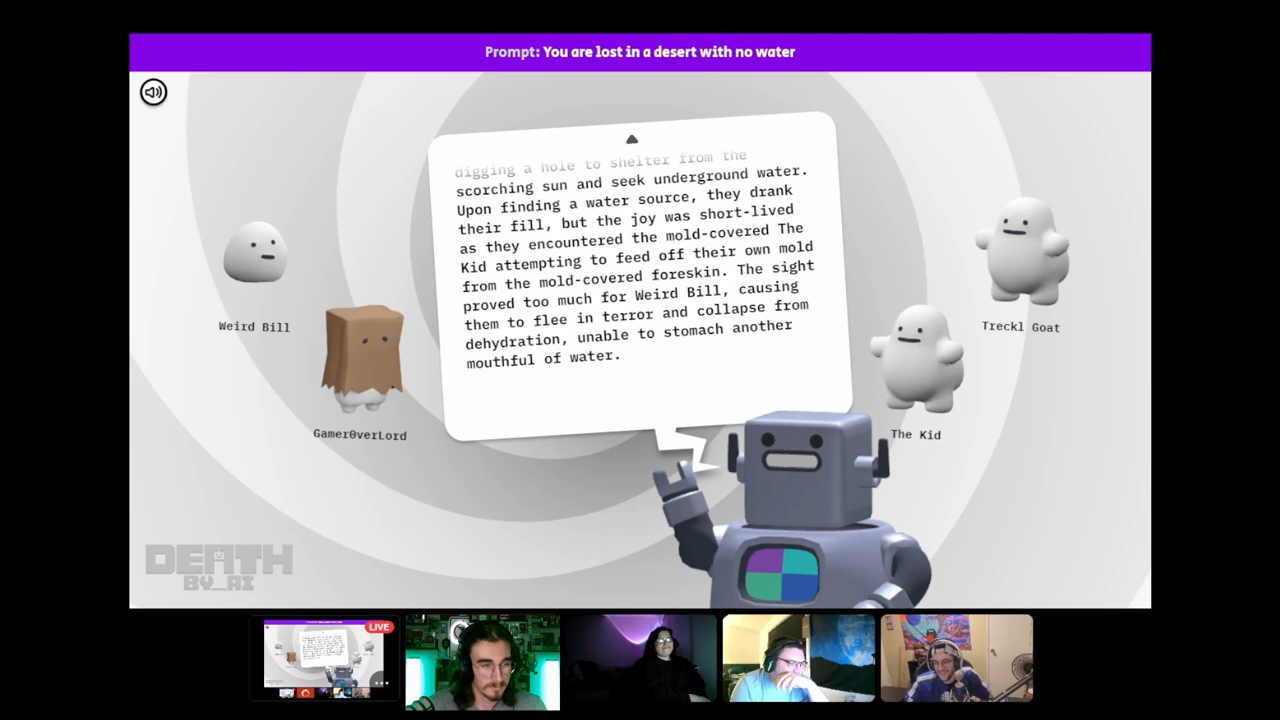 Prompt: You are lost in a desert with no water
digging a hole to shelter from the
scorching sun and seek underground water.
Upon finding a water source, they drank
their fill, but the joy was short-lived
as they encountered the mold-covered The
Kid attempting to feed off their own mold
from the mold-covered foreskin. The sight
proved too much for Weird Bill, causing
them to flee in terror and collapse from
dehydration, unable to stomach another
mouthful of water.
Weird Bill
GamerΘverLord
Treckl Goat
The Kid
DEATH
BY_AI
LIVE